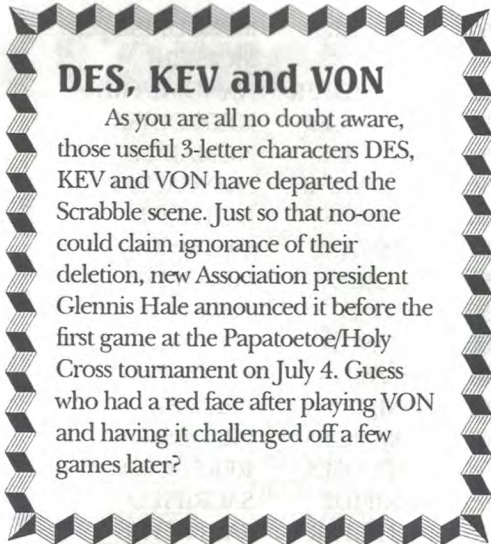 DES, KEV and VON
As you are all no doubt aware,
those useful 3-letter characters DES,
KEV and VON have departed the
Scrabble scene. Just so that no-one
could claim ignorance of their
deletion, new Association president
Glennis Hale announced it before the
first game at the Papatoetoe/Holy
Cross tournament on July 4. Guess
who had a red face after playing VON
and having it challenged off a few
games later?